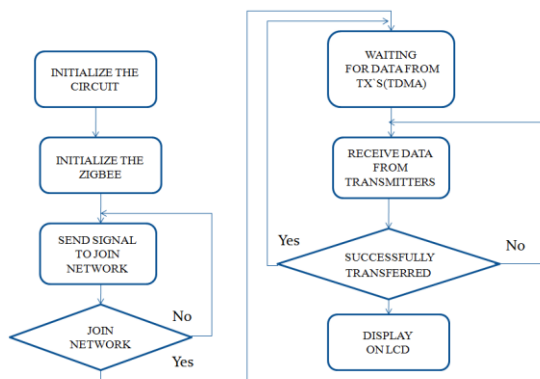 INITIALIZE THE
CIRCUIT
INITIALIZE THE
ZIGBEE
SEND SIGNAL
TO JOIN
NETWORK
No
JOIN
NETWORK
Yes
WAITING
FOR DATA FROM
TX`S(TDMA)
RECEIVE DATA
FROM
TRANSMITTERS
Yes
No
SUCCESSFULLY
TRANSFERRED
DISPLAY
ON LCD